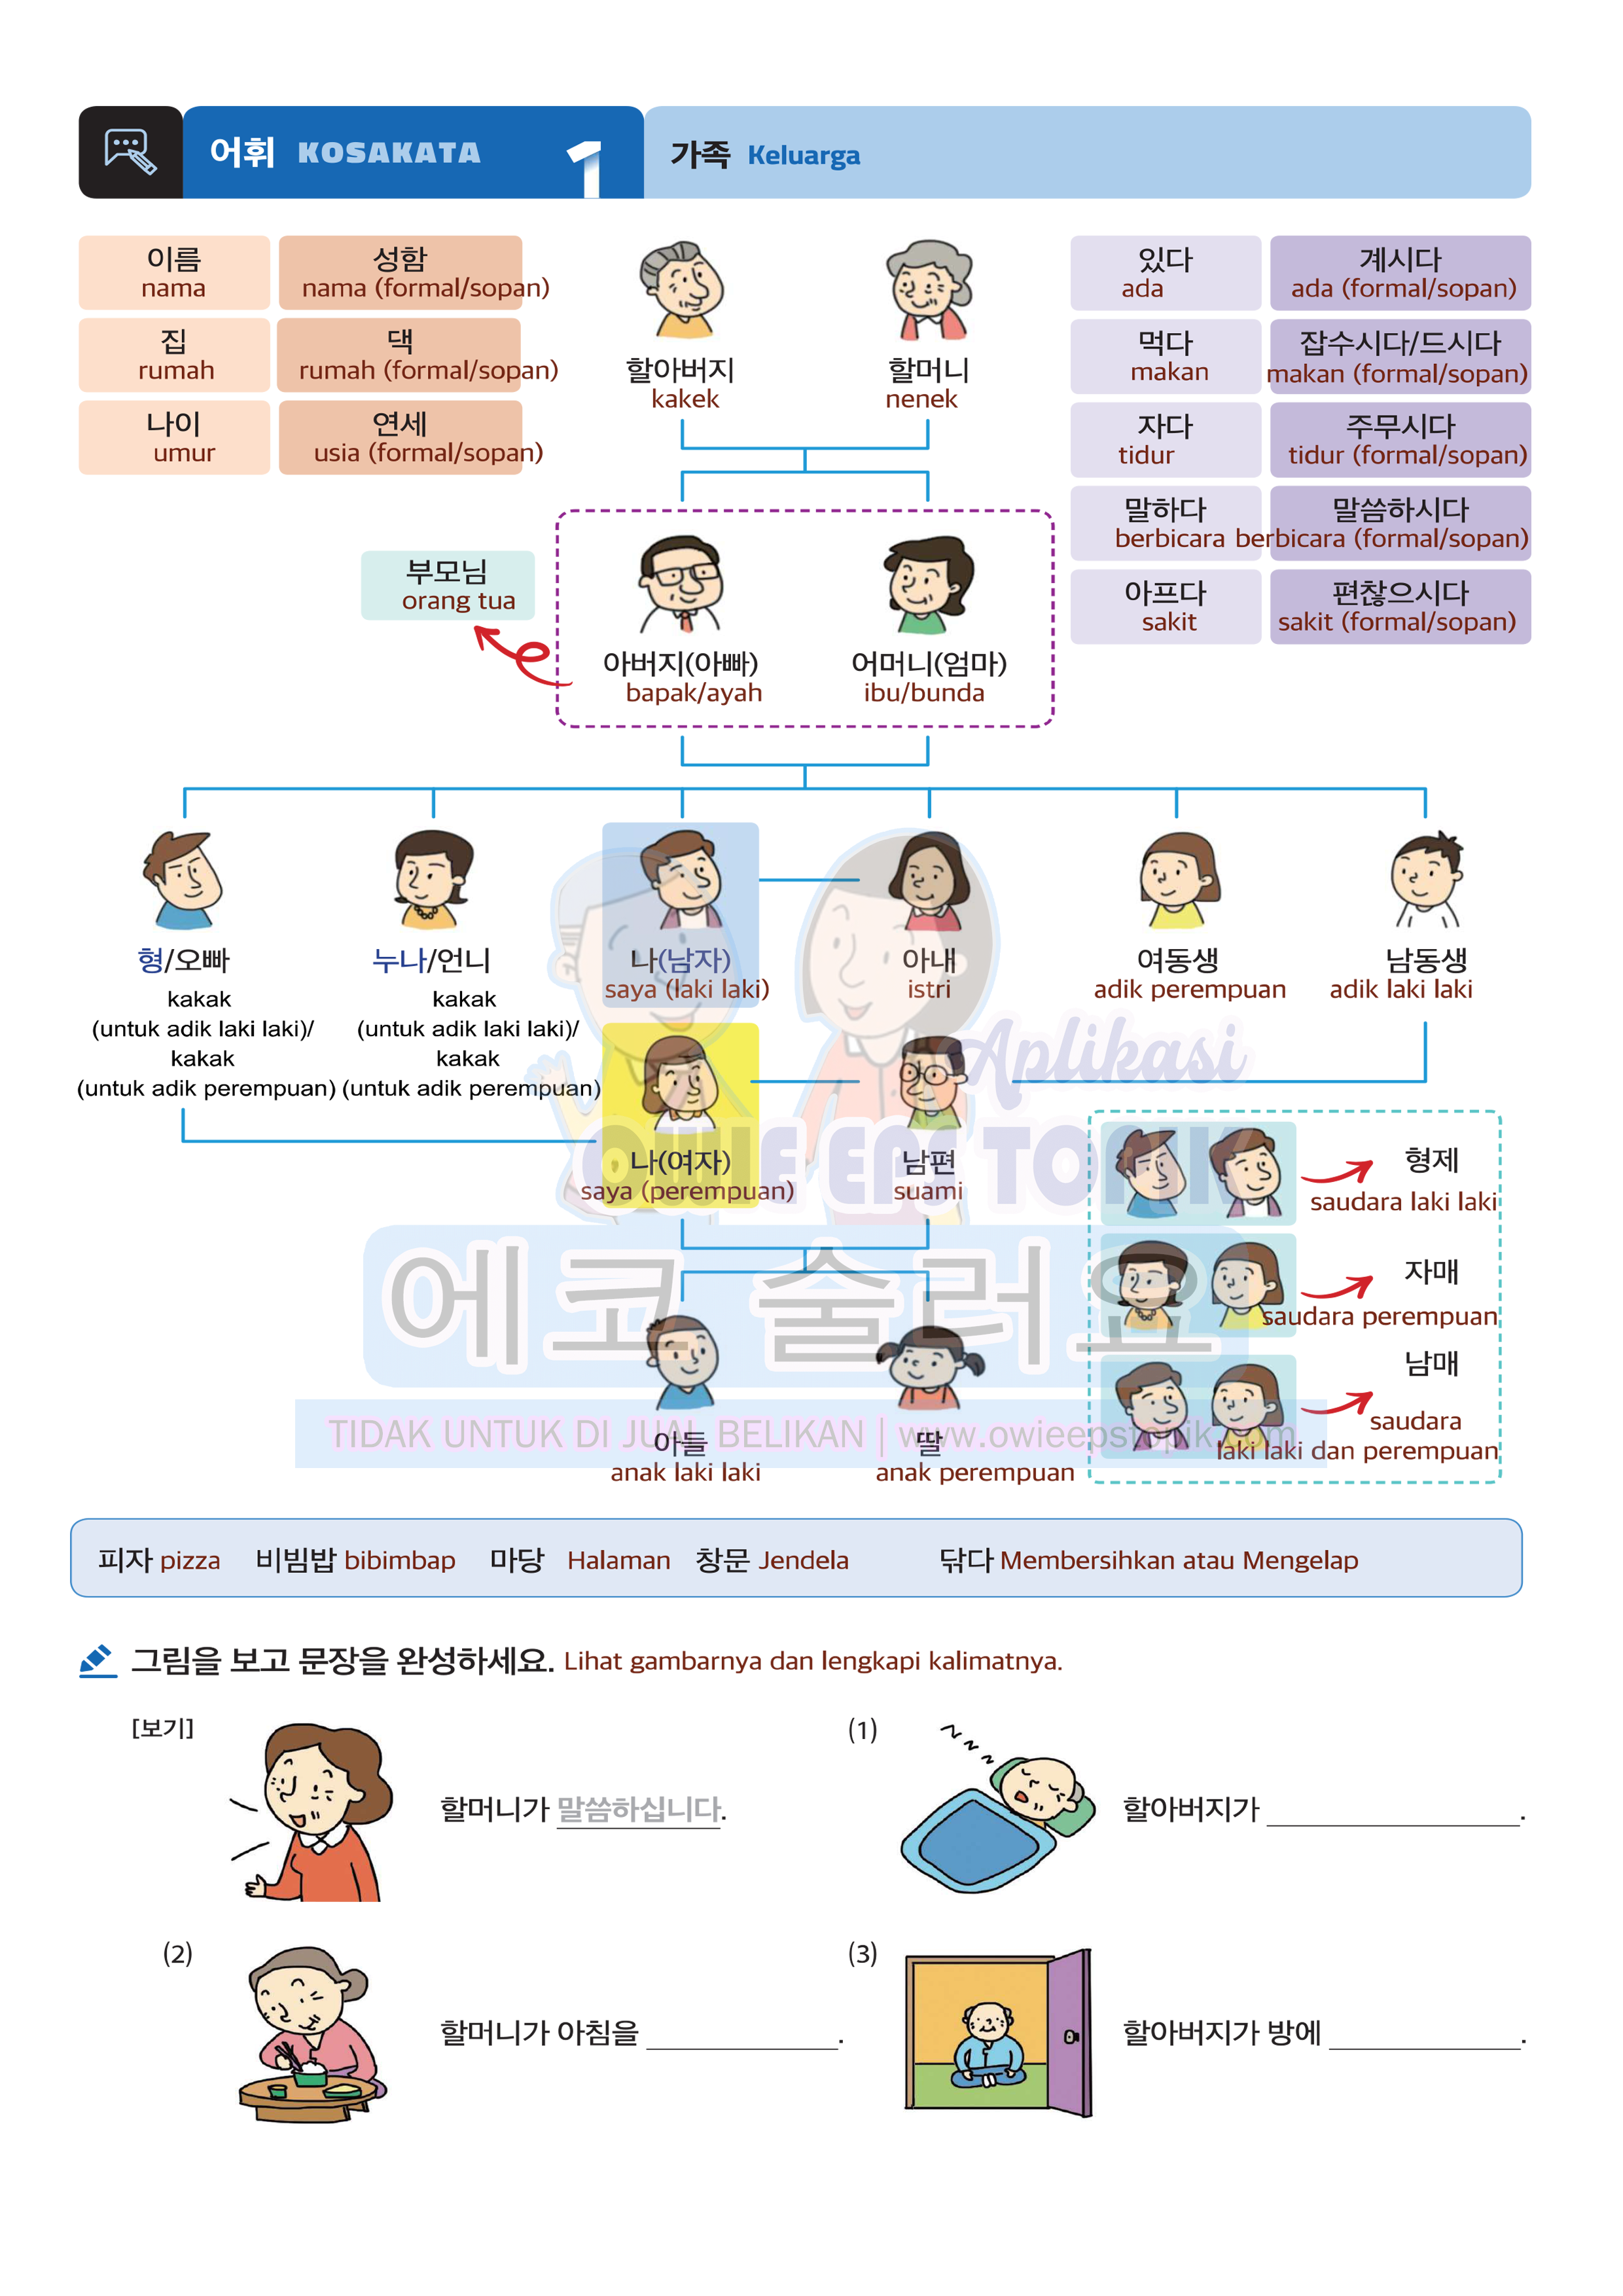 어휘 KOSAKATA 1 가족 Keluarga
이름
nama
성함
nama (formal/sopan)
집
rumah
댁
rumah (formal/sopan)
나이
umur
연세
usia (formal/sopan)
할아버지
kakek
할머니
nenek
있다
ada
계시다
ada (formal/sopan)
먹다
makan
잡수시다/드시다
makan (formal/sopan)
자다
tidur
주무시다
tidur (formal/sopan)
말하다
berbicara
말씀하시다
berbicara (formal/sopan)
아프다
sakit
편찮으시다
sakit (formal/sopan)
부모님
orang tua
아버지(아빠)
bapak/ayah
어머니(엄마)
ibu/bunda
형/오빠
kakak
(untuk adik laki laki)/
kakak
(untuk adik perempuan)
누나/언니
kakak
(untuk adik laki laki)/
kakak
(untuk adik perempuan)
나(남자)
saya (laki laki)
아내
istri
여동생
adik perempuan
남동생
adik laki laki
나(여자)
saya (perempuan)
남편
suami
Aplikasi
OWIE EPS TOPIK
에코 술러요
TIDAK UNTUK DI JUAL BELIKAN | www.owieepstopik.com
형제
saudara laki laki
자매
saudara perempuan
남매
saudara
laki laki dan perempuan
아들
anak laki laki
딸
anak perempuan
피자 pizza 비빔밥 bibimbap 마당 Halaman 창문 Jendela 닦다 Membersihkan atau Mengelap
그림을 보고 문장을 완성하세요. Lihat gambarnya dan lengkapi kalimatnya.
[보기]
할머니가 말씀하십니다.
(1)
할아버지가 ____________.
(2)
할머니가 아침을 ____________.
(3)
할아버지가 방에 ____________.